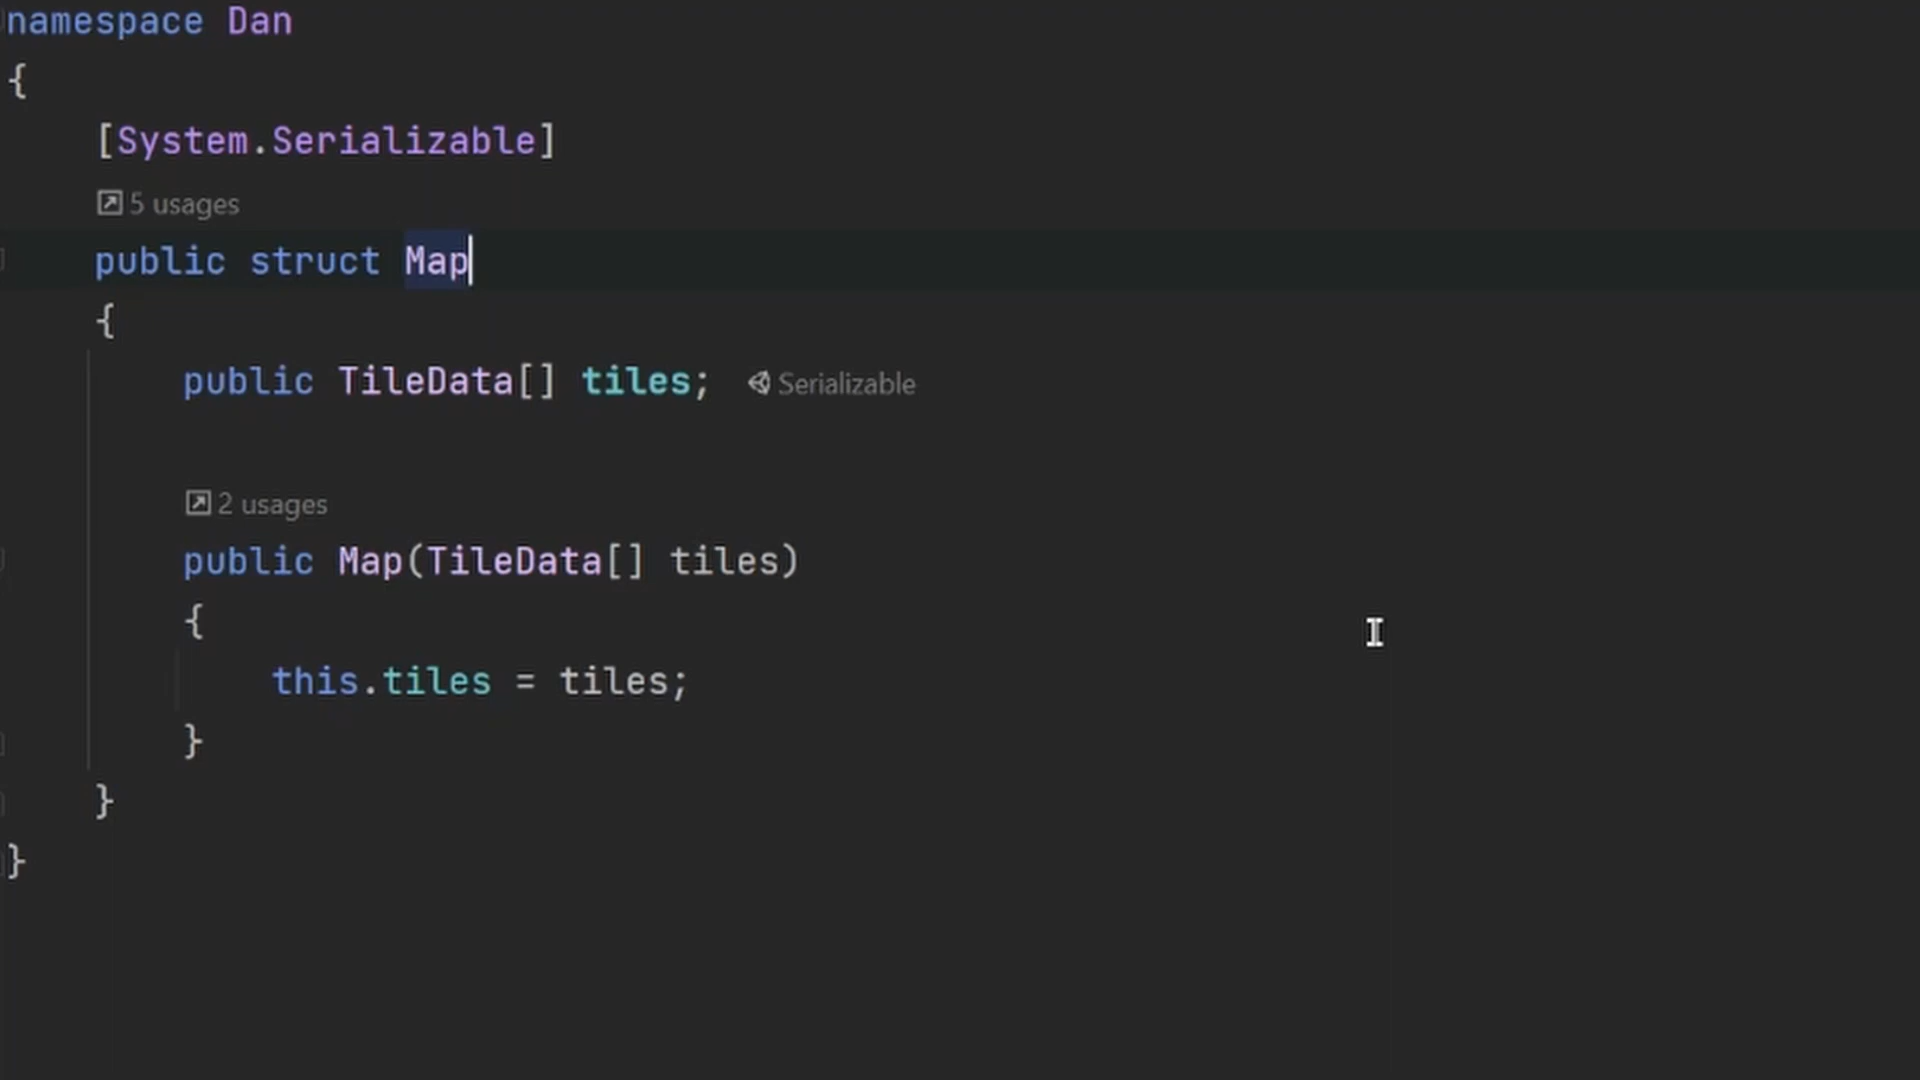 namespace Dan
{
[System.Serializable]
5 usages
public struct Map
{
public TileData[] tiles; Serializable
2 usages
public Map(TileData[] tiles)
{
this.tiles = tiles;
}
}
}